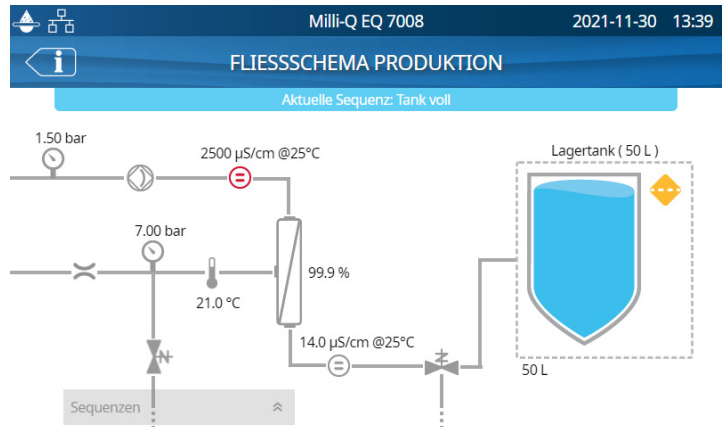 Milli-Q EQ 7008 2021-11-30 13:39
i FLIESSSCHEMA PRODUKTION
Aktuelle Sequenz: Tank voll
1.50 bar
2500 µS/cm @25°C
Lagertank ( 50 L )
7.00 bar
99.9 %
21.0 °C
14.0 µS/cm @25°C
50 L
Sequenzen